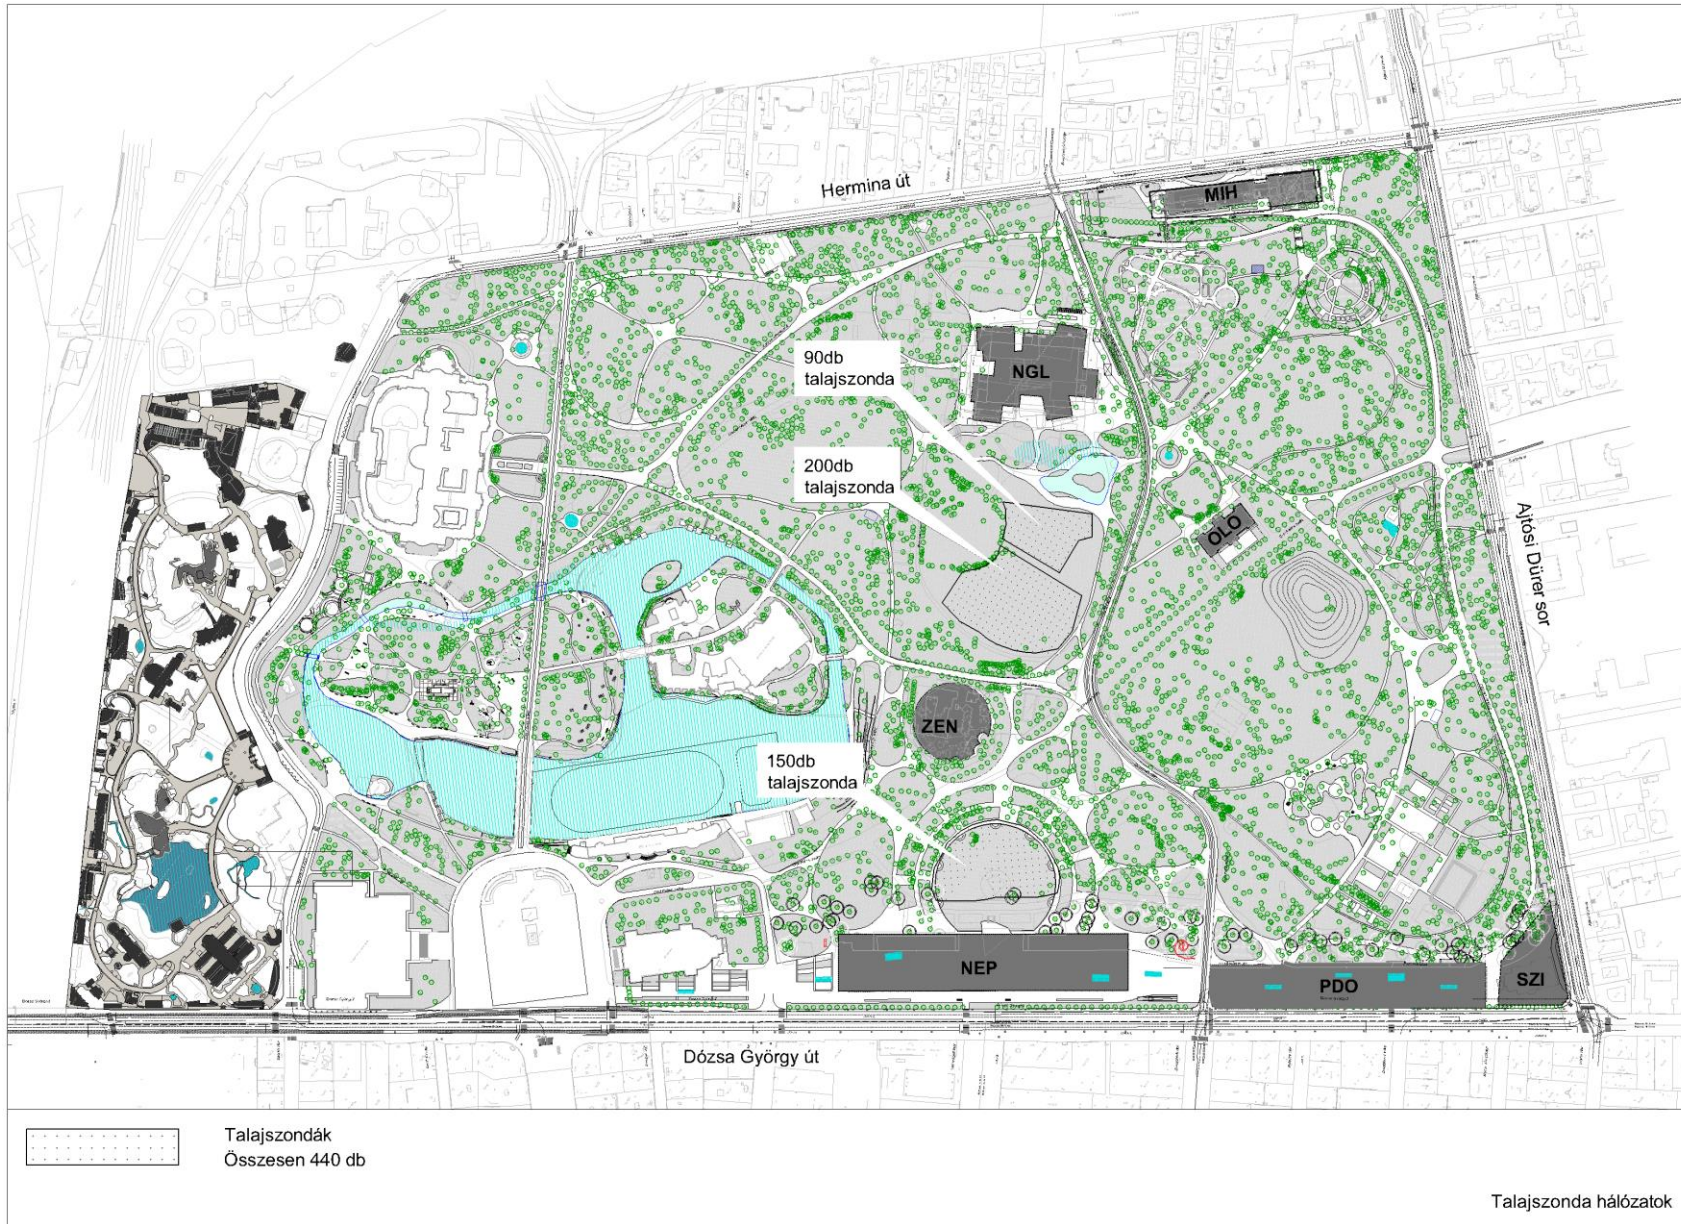 Hermina út
MIH
90db
talajszonda
NGL
200db
talajszonda
OLO
Ajtósi Dürer sor
ZEN
150db
talajszonda
NEP
PDO
SZI
Dózsa György út
Talajszondák
Összesen 440 db
Talajszonda hálózatok